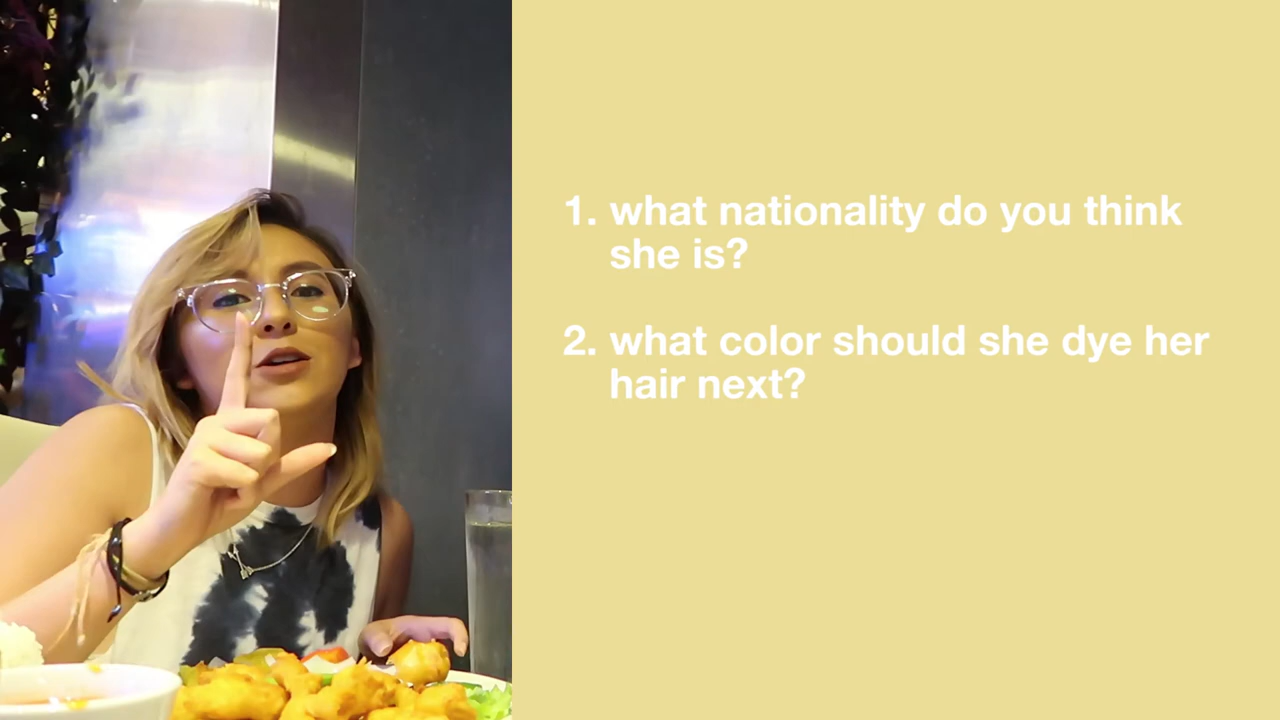 1. what nationality do you think
she is?
2. what color should she dye her
hair next?